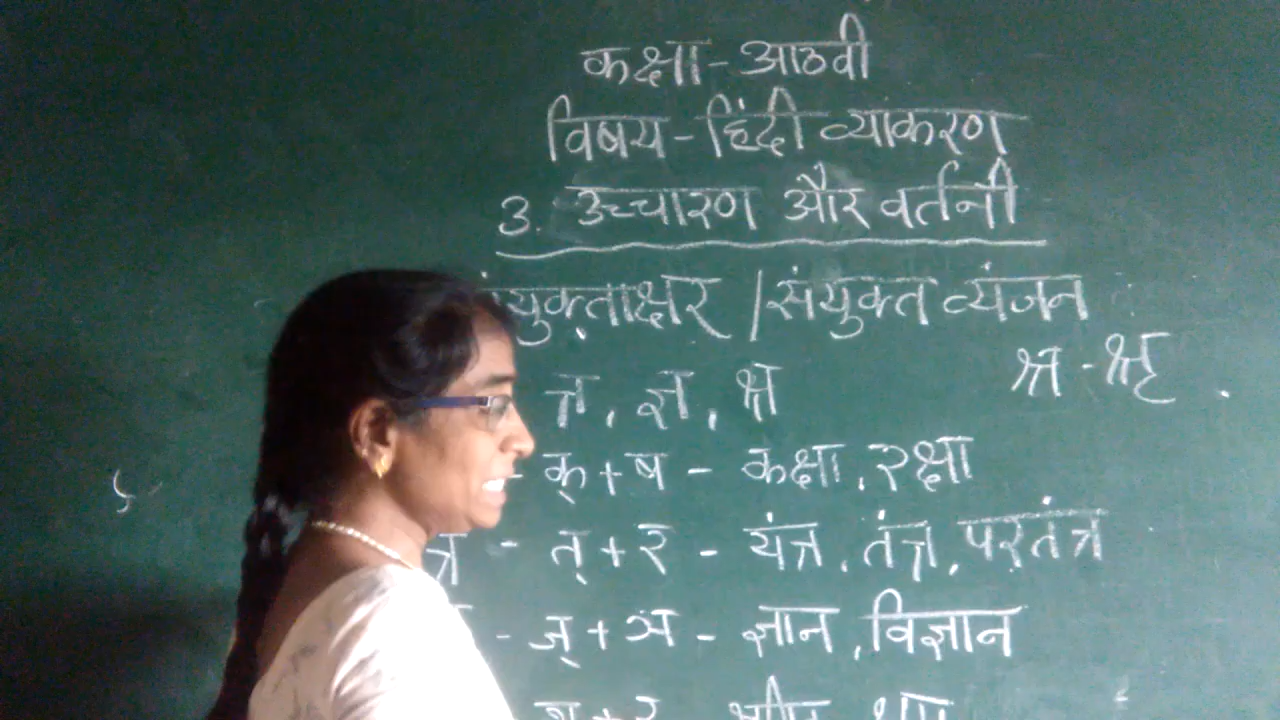 कक्षा - आठवी
विषय - हिंदी व्याकरण
3. उच्चारण और वर्तनी
संयुक्ताक्षर / संयुक्त व्यंजन
त्र, ज्ञ, क्ष
- क् + ष - कक्षा, रक्षा
त्र - त् + र - यंत्र, तंत्र, परतंत्र
- ज् + ञ - ज्ञान, विज्ञान